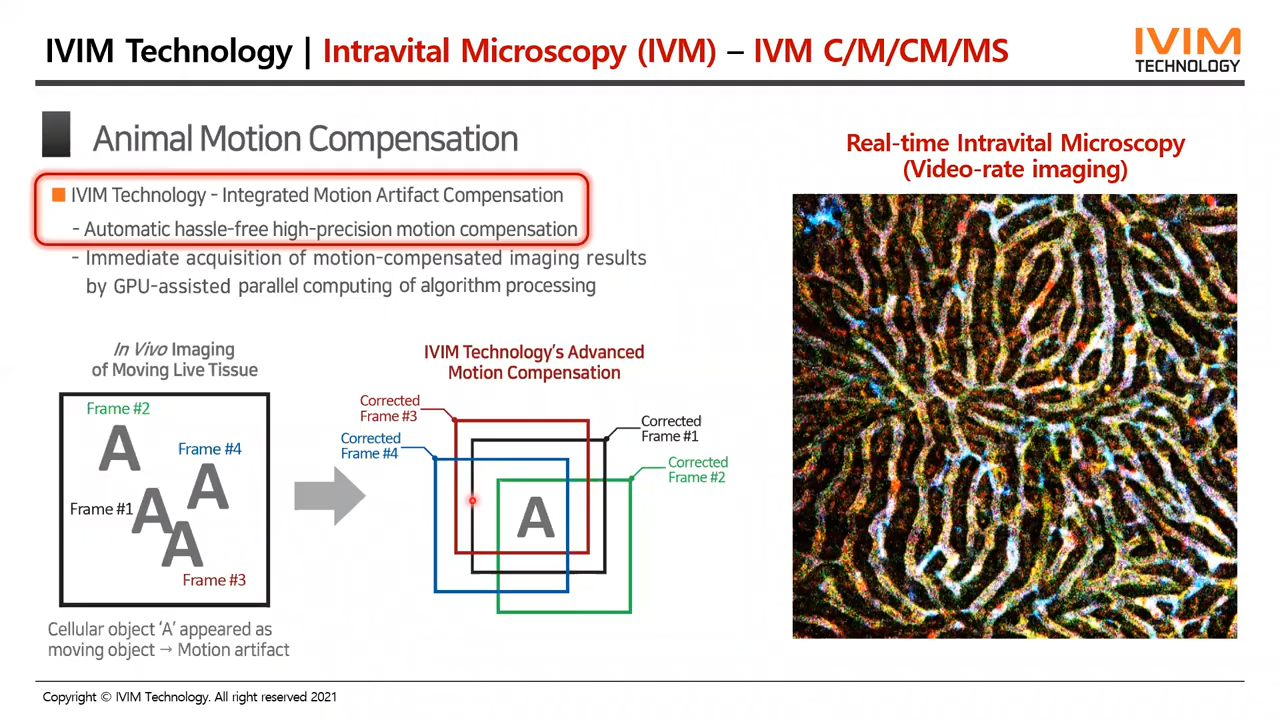 IVIM Technology | Intravital Microscopy (IVM) – IVM C/M/CM/MS
IVIM
TECHNOLOGY
Animal Motion Compensation
IVIM Technology - Integrated Motion Artifact Compensation
- Automatic hassle-free high-precision motion compensation
- Immediate acquisition of motion-compensated imaging results
by GPU-assisted parallel computing of algorithm processing
In Vivo Imaging
of Moving Live Tissue
Frame #2
A
Frame #4
A
Frame #1
A
A
Frame #3
Cellular object ‘A’ appeared as
moving object → Motion artifact
IVIM Technology’s Advanced
Motion Compensation
Corrected
Frame #3
Corrected
Frame #1
Corrected
Frame #4
Corrected
Frame #2
A
Real-time Intravital Microscopy
(Video-rate imaging)
Copyright © IVIM Technology. All right reserved 2021